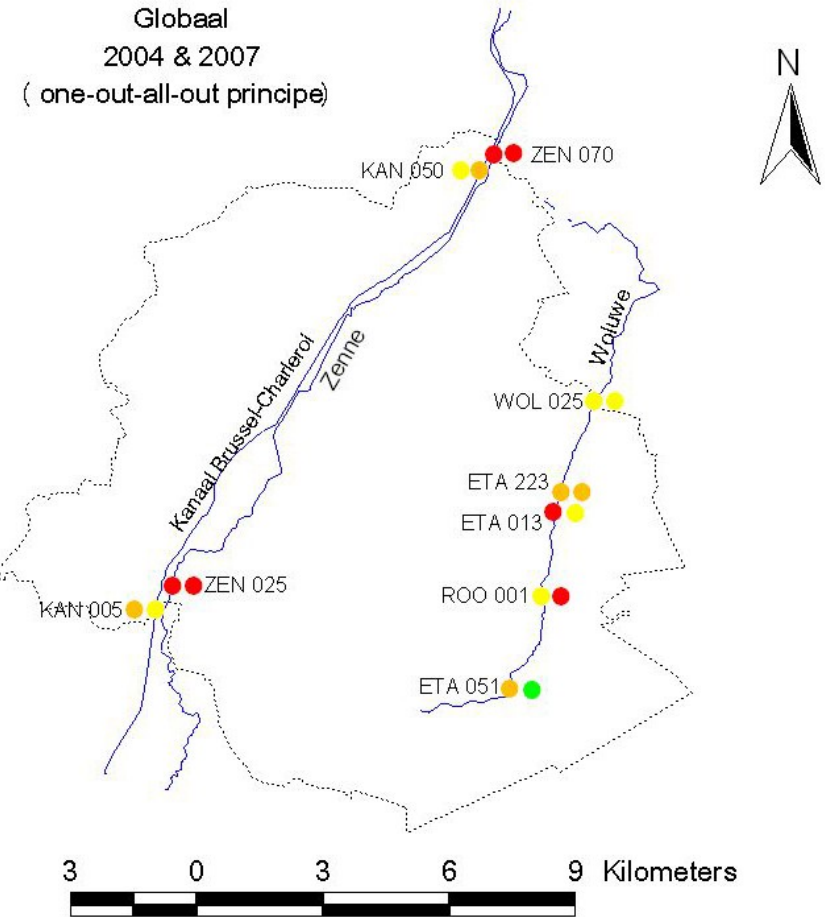 Globaal
2004 & 2007
( one-out-all-out principe)
N
KAN 050
ZEN 070
Woluwe
Kanaal Brussel-Charleroi
Zenne
WOL 025
ETA 223
ETA 013
ZEN 025
KAN 005
ROO 001
ETA 051
3 0 3 6 9 Kilometers